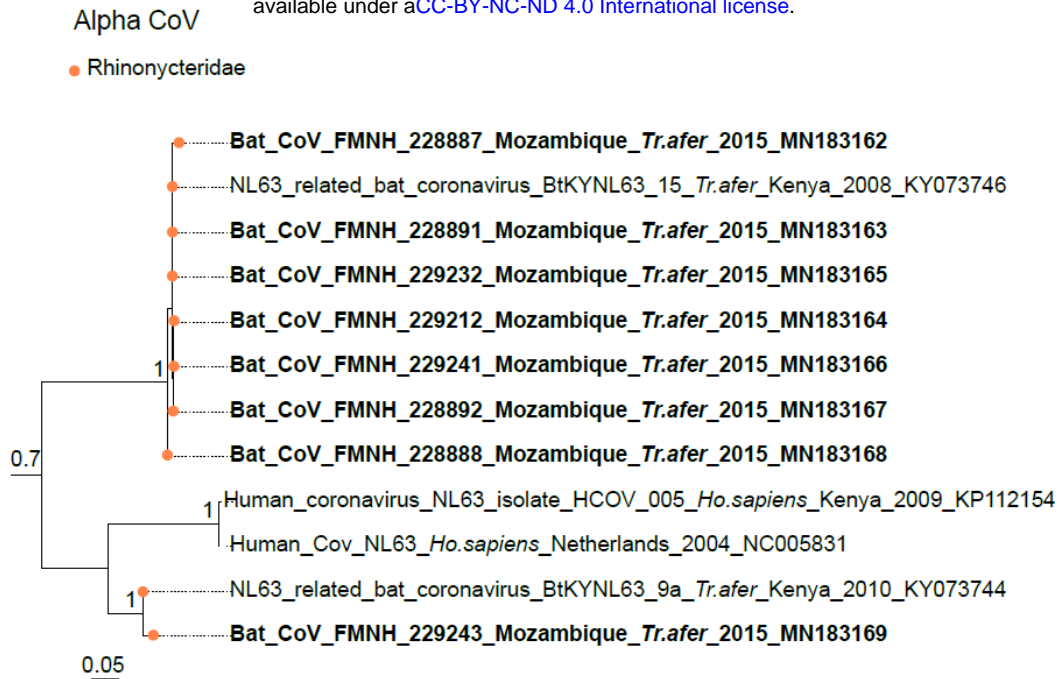 available under aCC-BY-NC-ND 4.0 International license.
Alpha CoV
Rhinonycteridae
Bat_CoV_FMNH_228887_Mozambique_Tr.afer_2015_MN183162
NL63_related_bat_coronavirus_BtKYNL63_15_Tr.afer_Kenya_2008_KY073746
Bat_CoV_FMNH_228891_Mozambique_Tr.afer_2015_MN183163
Bat_CoV_FMNH_229232_Mozambique_Tr.afer_2015_MN183165
Bat_CoV_FMNH_229212_Mozambique_Tr.afer_2015_MN183164
Bat_CoV_FMNH_229241_Mozambique_Tr.afer_2015_MN183166
1
Bat_CoV_FMNH_228892_Mozambique_Tr.afer_2015_MN183167
Bat_CoV_FMNH_228888_Mozambique_Tr.afer_2015_MN183168
0.7
Human_coronavirus_NL63_isolate_HCOV_005_Ho.sapiens_Kenya_2009_KP112154
1
Human_Cov_NL63_Ho.sapiens_Netherlands_2004_NC005831
NL63_related_bat_coronavirus_BtKYNL63_9a_Tr.afer_Kenya_2010_KY073744
1
Bat_CoV_FMNH_229243_Mozambique_Tr.afer_2015_MN183169
0.05